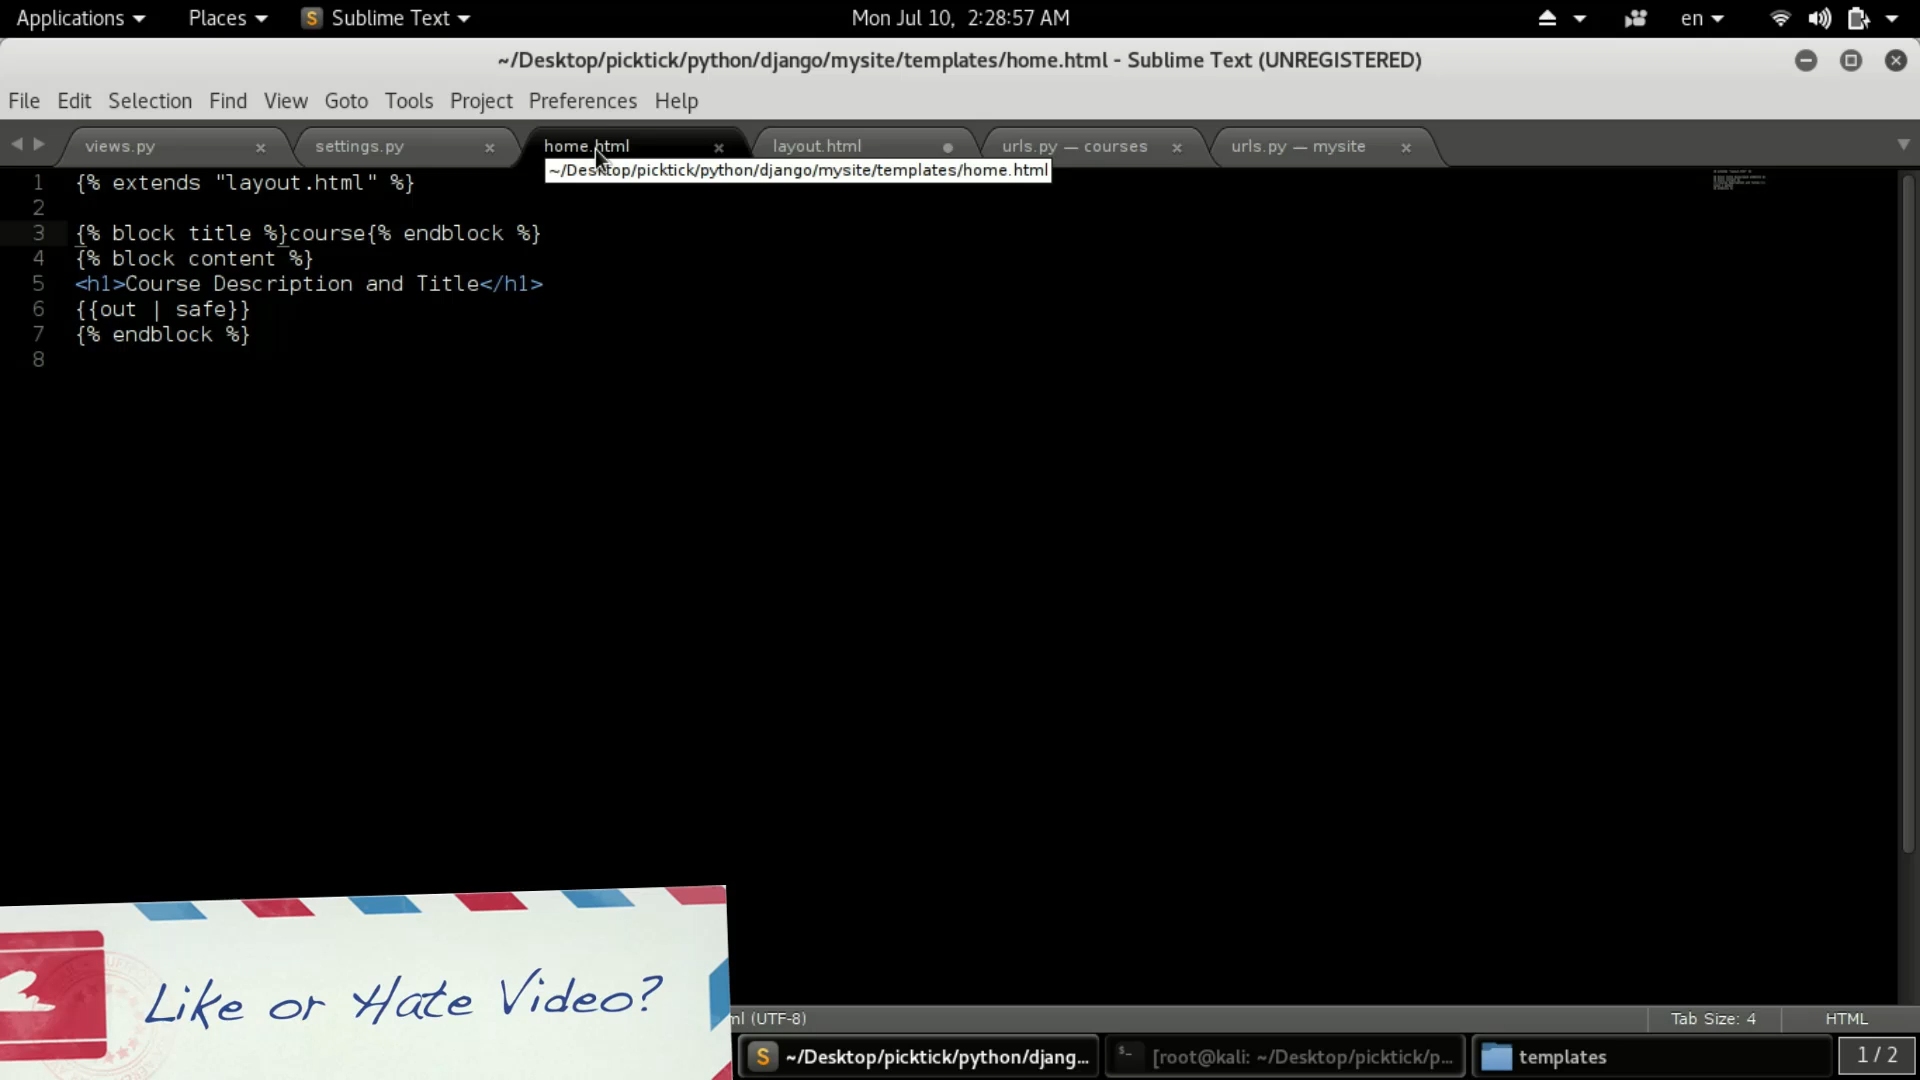 Applications Places Sublime Text Mon Jul 10, 2:28:57 AM en
~/Desktop/picktick/python/django/mysite/templates/home.html - Sublime Text (UNREGISTERED)
File Edit Selection Find View Goto Tools Project Preferences Help
views.py settings.py home.html layout.html urls.py — courses urls.py — mysite
~/Desktop/picktick/python/django/mysite/templates/home.html
1 {% extends "layout.html" %}
2
3 {% block title %}course{% endblock %}
4 {% block content %}
5 <h1>Course Description and Title</h1>
6 {{out | safe}}
7 {% endblock %}
8
Like or Hate Video?
ml (UTF-8) Tab Size: 4 HTML
~/Desktop/picktick/python/djang... [root@kali: ~/Desktop/picktick/p... templates 1 / 2